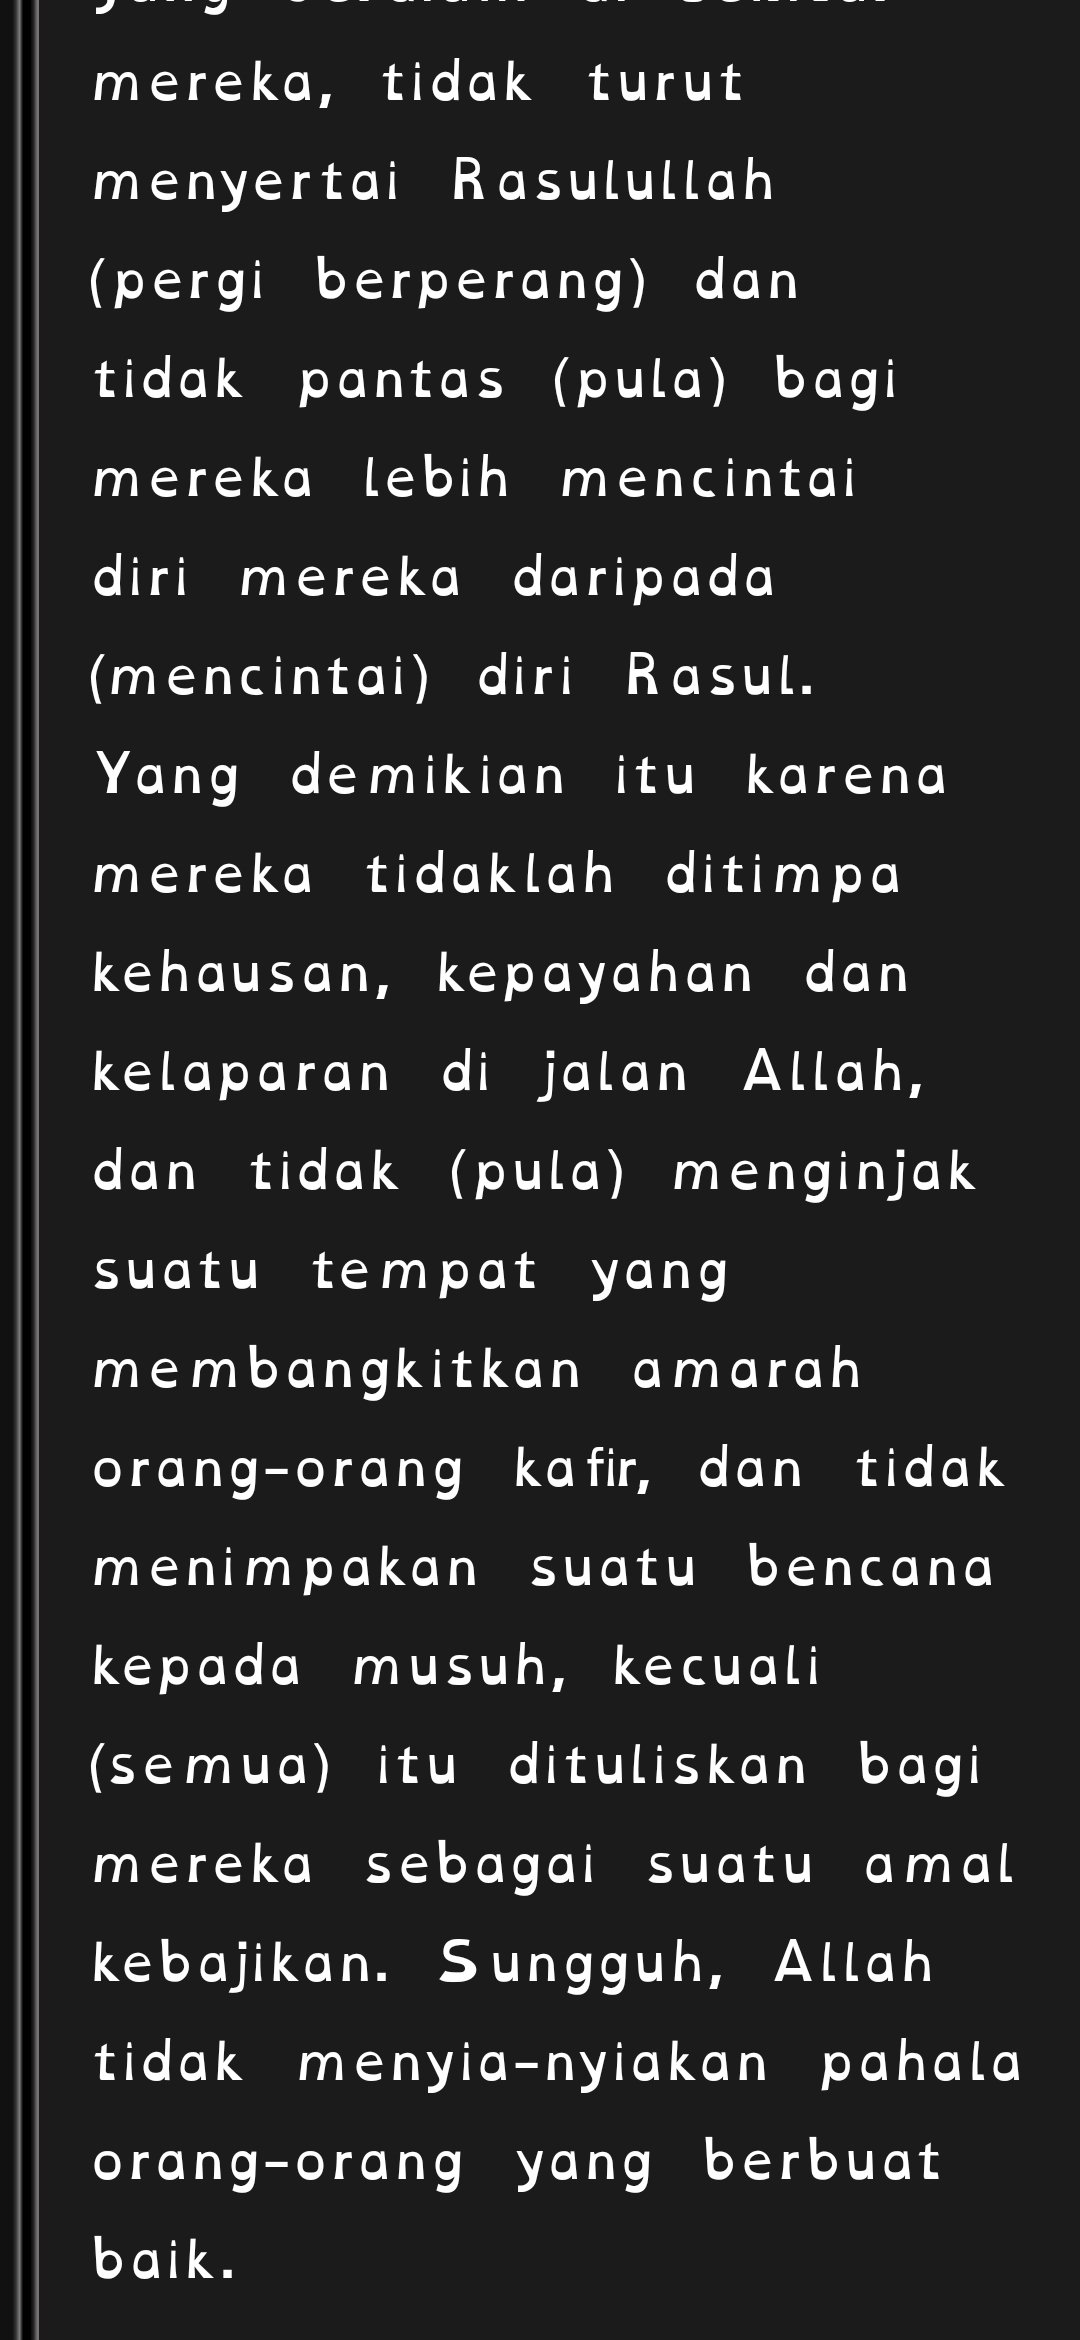 mereka, tidak turut
menyertai Rasulullah
(pergi berperang) dan
tidak pantas (pula) bagi
mereka lebih mencintai
diri mereka daripada
(mencintai) diri Rasul.
Yang demikian itu karena
mereka tidaklah ditimpa
kehausan, kepayahan dan
kelaparan di jalan Allah,
dan tidak (pula) menginjak
suatu tempat yang
membangkitkan amarah
orang-orang kafir, dan tidak
menimpakan suatu bencana
kepada musuh, kecuali
(semua) itu dituliskan bagi
mereka sebagai suatu amal
kebajikan. Sungguh, Allah
tidak menyia-nyiakan pahala
orang-orang yang berbuat
baik.